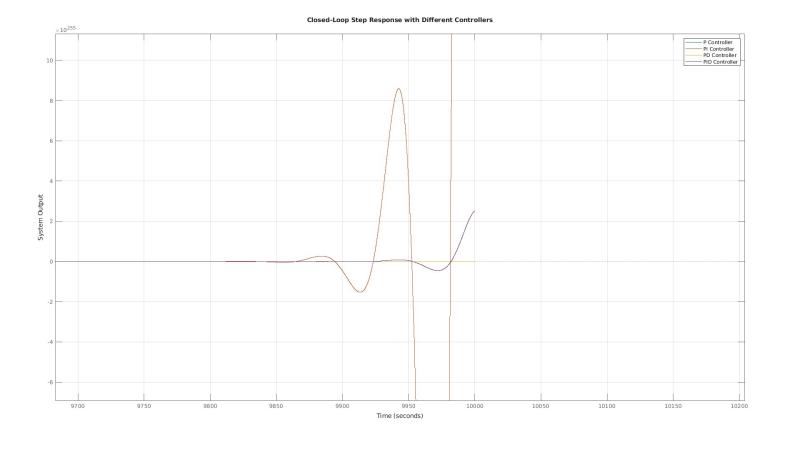 Closed-Loop Step Response with Different Controllers
×10^255
P Controller
PI Controller
PD Controller
PID Controller
10
8
6
4
2
0
-2
-4
-6
System Output
9700 9750 9800 9850 9900 9950 10000 10050 10100 10150 10200
Time (seconds)